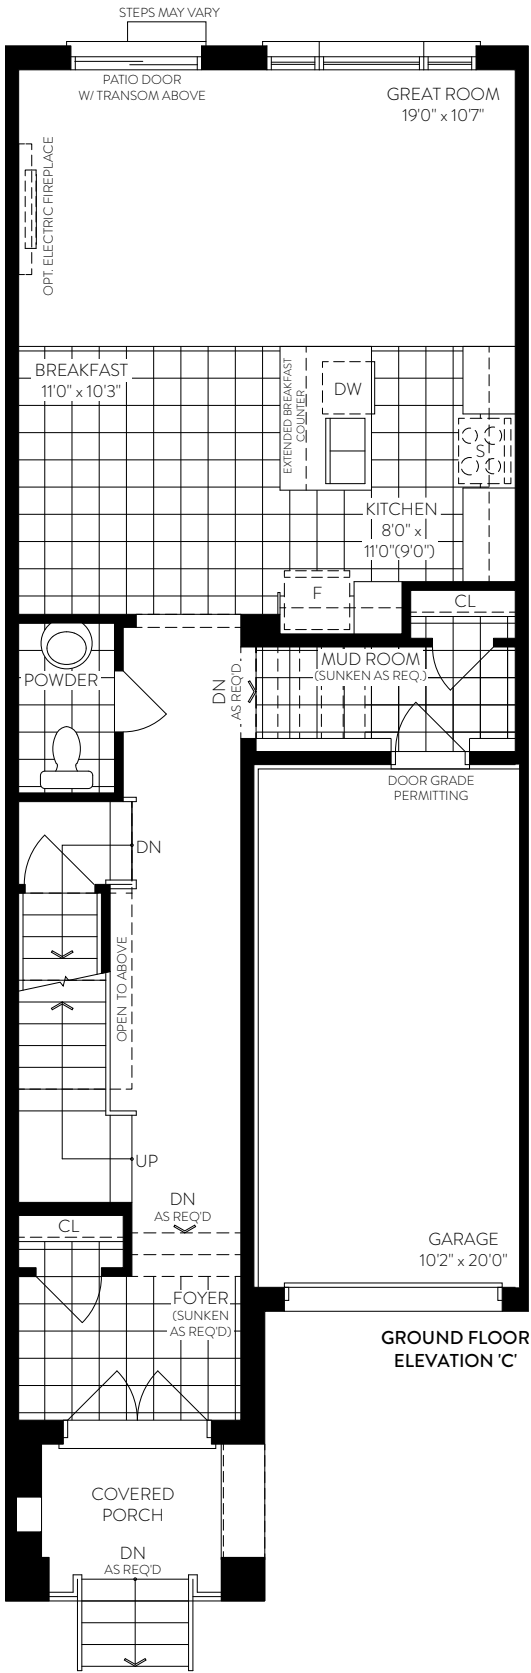 STEPS MAY VARY
PATIO DOOR
W/ TRANSOM ABOVE
GREAT ROOM
19'0" x 10'7"
OPT. ELECTRIC FIREPLACE
BREAKFAST
11'0" x 10'3"
EXTENDED BREAKFAST
COUNTER
DW
S
KITCHEN
8'0" x
11'0"(9'0")
F
CL
MUD ROOM
(SUNKEN AS REQ.)
DN
AS REQ'D.
POWDER
DOOR GRADE
PERMITTING
DN
OPEN TO ABOVE
UP
DN
AS REQ'D
CL
GARAGE
10'2" x 20'0"
FOYER
(SUNKEN
AS REQ'D)
GROUND FLOOR
ELEVATION 'C'
COVERED
PORCH
DN
AS REQ'D